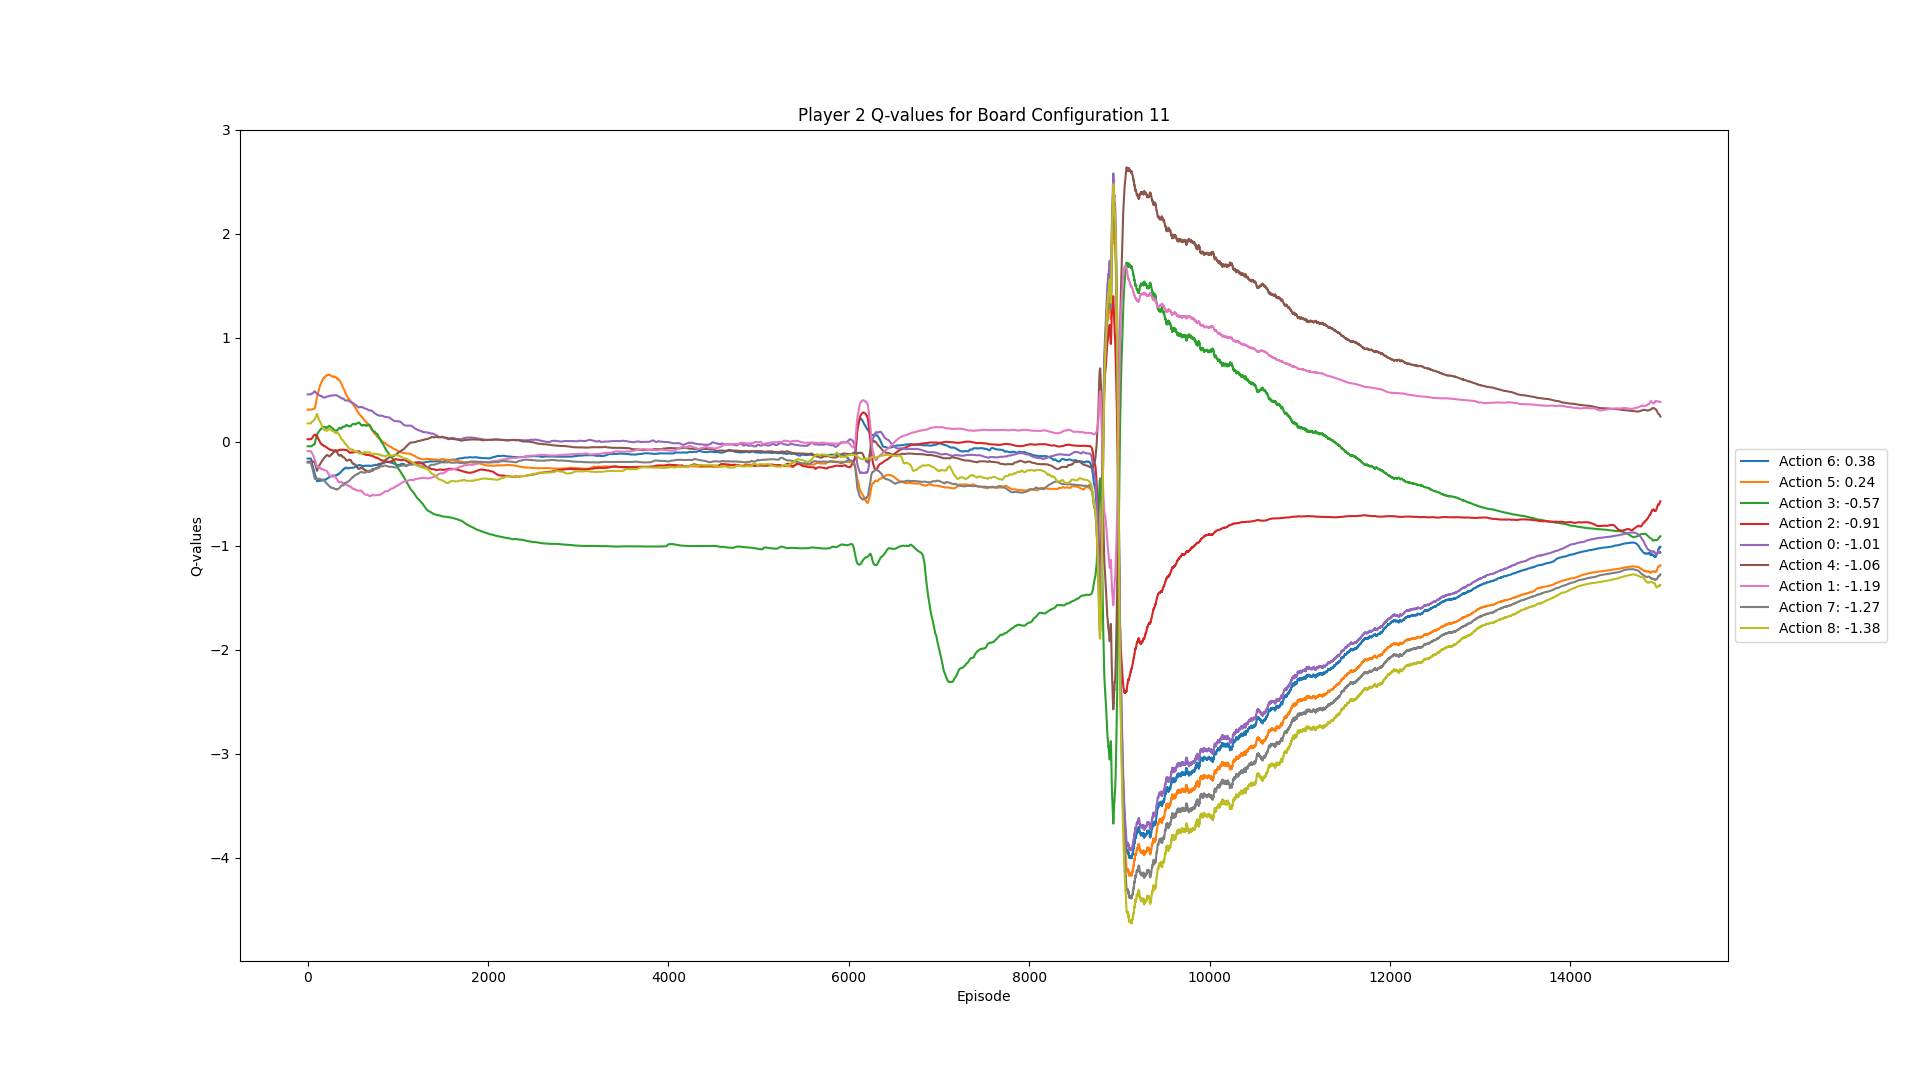 Player 2 Q-values for Board Configuration 11
3
2
1
0
−1
−2
−3
−4
Q-values
0 2000 4000 6000 8000 10000 12000 14000
Episode
Action 6: 0.38
Action 5: 0.24
Action 3: -0.57
Action 2: -0.91
Action 0: -1.01
Action 4: -1.06
Action 1: -1.19
Action 7: -1.27
Action 8: -1.38